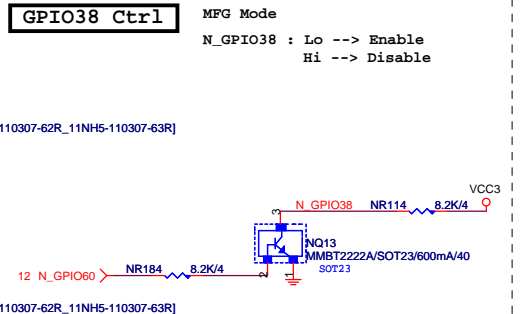 GPIO38 Ctrl
MFG Mode
N_GPIO38 : Lo --> Enable
Hi --> Disable
110307-62R_11NH5-110307-63R]
VCC3
3 N_GPIO38 NR114 8.2K/4
NQ13
MMBT2222A/SOT23/600mA/40
SOT23
12 N_GPIO60 NR184 8.2K/4 2 1
110307-62R_11NH5-110307-63R]